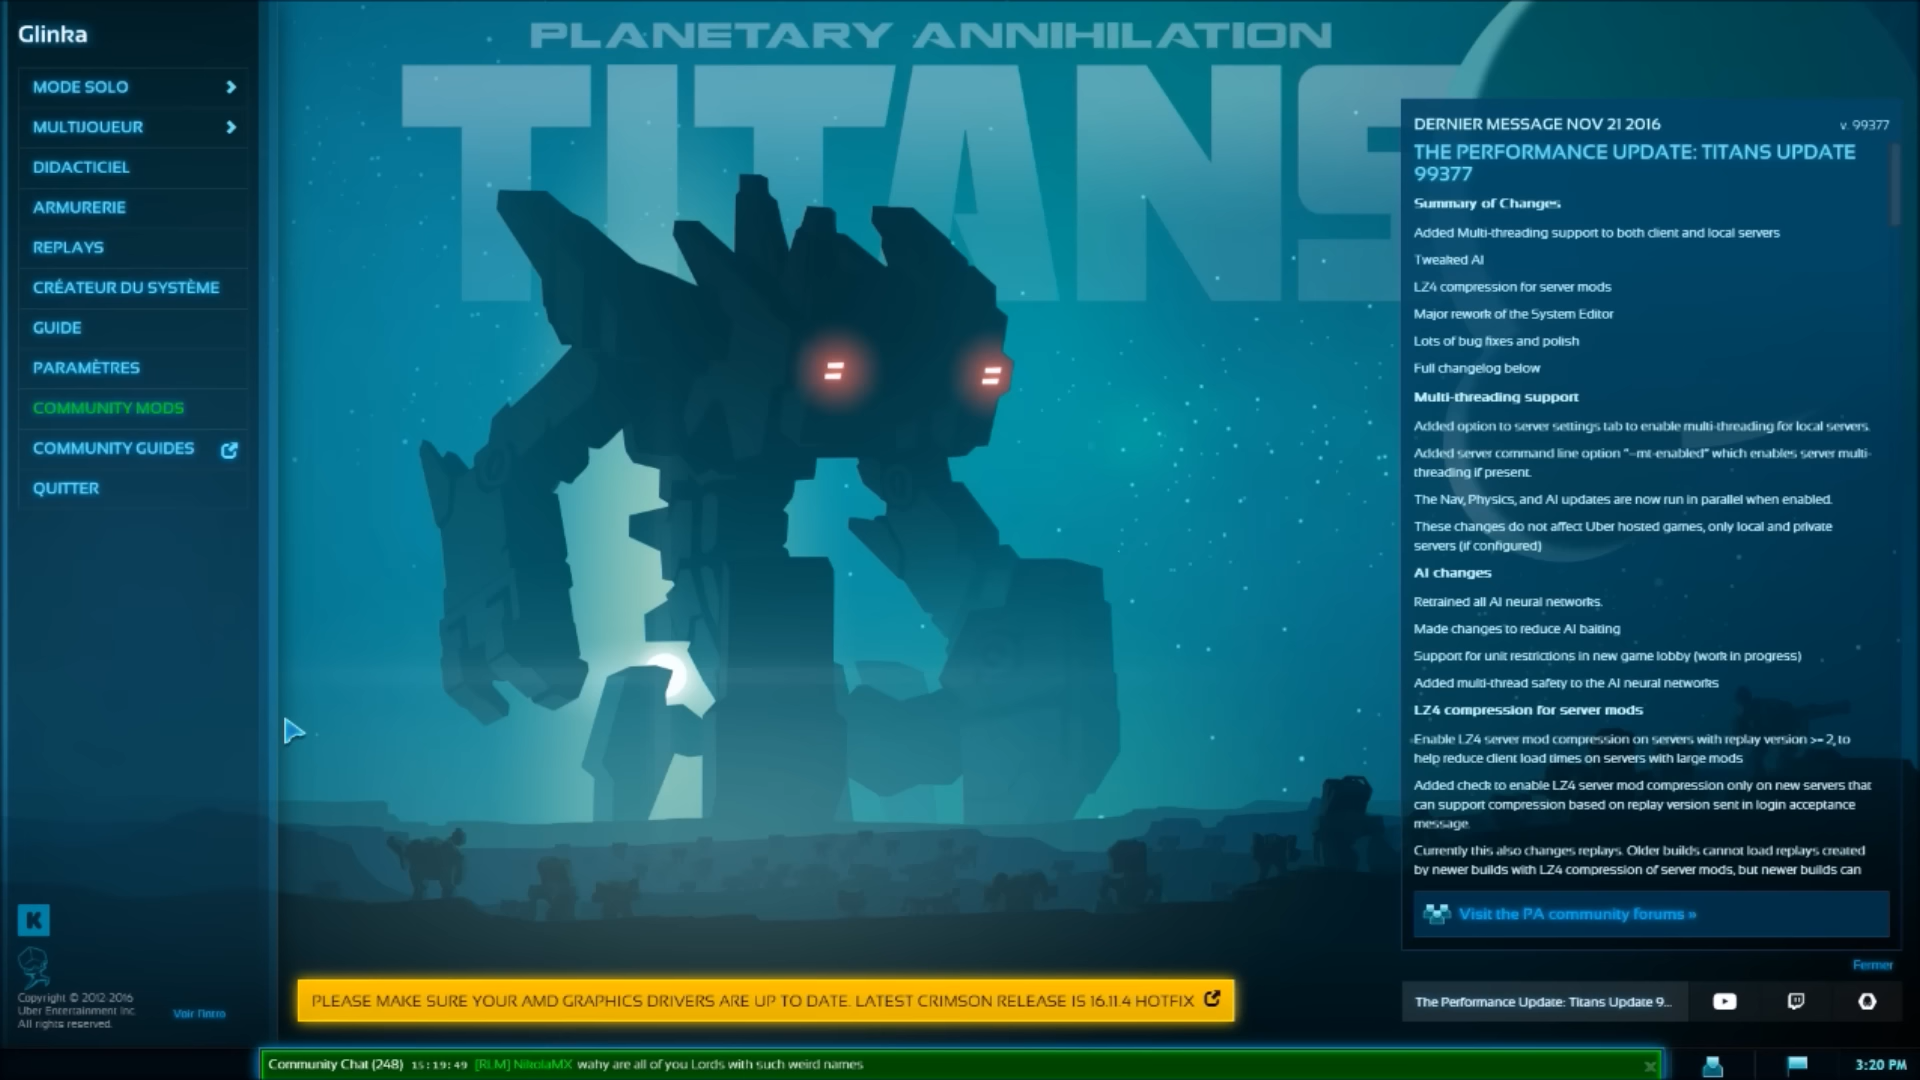 Glinka
PLANETARY ANNIHILATION
TITANS
MODE SOLO
MULTIJOUEUR
DIDACTICIEL
ARMURERIE
REPLAYS
CRÉATEUR DU SYSTÈME
GUIDE
PARAMÈTRES
COMMUNITY MODS
COMMUNITY GUIDES
QUITTER
DERNIER MESSAGE NOV 21 2016
v. 99377
THE PERFORMANCE UPDATE: TITANS UPDATE
99377
Summary of Changes
Added Multi-threading support to both client and local servers
Tweaked AI
LZ4 compression for server mods
Major rework of the System Editor
Lots of bug fixes and polish
Full changelog below
Multi-threading support
Added option to server settings tab to enable multi-threading for local servers.
Added server command line option "--mt-enabled" which enables server multi-
threading if present.
The Nav, Physics, and AI updates are now run in parallel when enabled.
These changes do not affect Uber hosted games, only local and private
servers (if configured)
AI changes
Retrained all AI neural networks.
Made changes to reduce AI baiting
Support for unit restrictions in new game lobby (work in progress)
Added multi-thread safety to the AI neural networks
LZ4 compression for server mods
Enable LZ4 server mod compression on servers with replay version >= 2, to
help reduce client load times on servers with large mods
Added check to enable LZ4 server mod compression only on new servers that
can support compression based on replay version sent in login acceptance
message.
Currently this also changes replays. Older builds cannot load replays created
by newer builds with LZ4 compression of server mods, but newer builds can
Visit the PA community forums »
Fermer
The Performance Update: Titans Update 9...
K
Copyright © 2012-2016
Uber Entertainment Inc.
All rights reserved.
Voir l'intro
PLEASE MAKE SURE YOUR AMD GRAPHICS DRIVERS ARE UP TO DATE. LATEST CRIMSON RELEASE IS 16.11.4 HOTFIX
Community Chat (248) 15:19:49 [RLM] NikolaMX wahy are all of you Lords with such weird names
3:20 PM